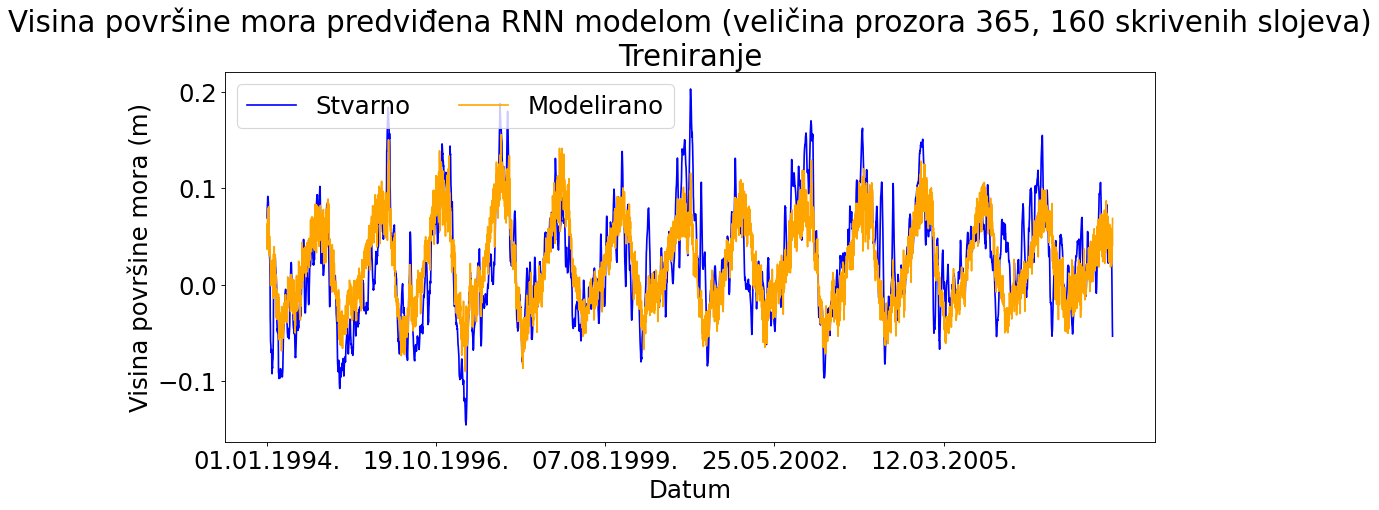 Visina površine mora predviđena RNN modelom (veličina prozora 365, 160 skrivenih slojeva)
Treniranje
Stvarno
Modelirano
Visina površine mora (m)
0.2
0.1
0.0
−0.1
01.01.1994.
19.10.1996.
07.08.1999.
25.05.2002.
12.03.2005.
Datum